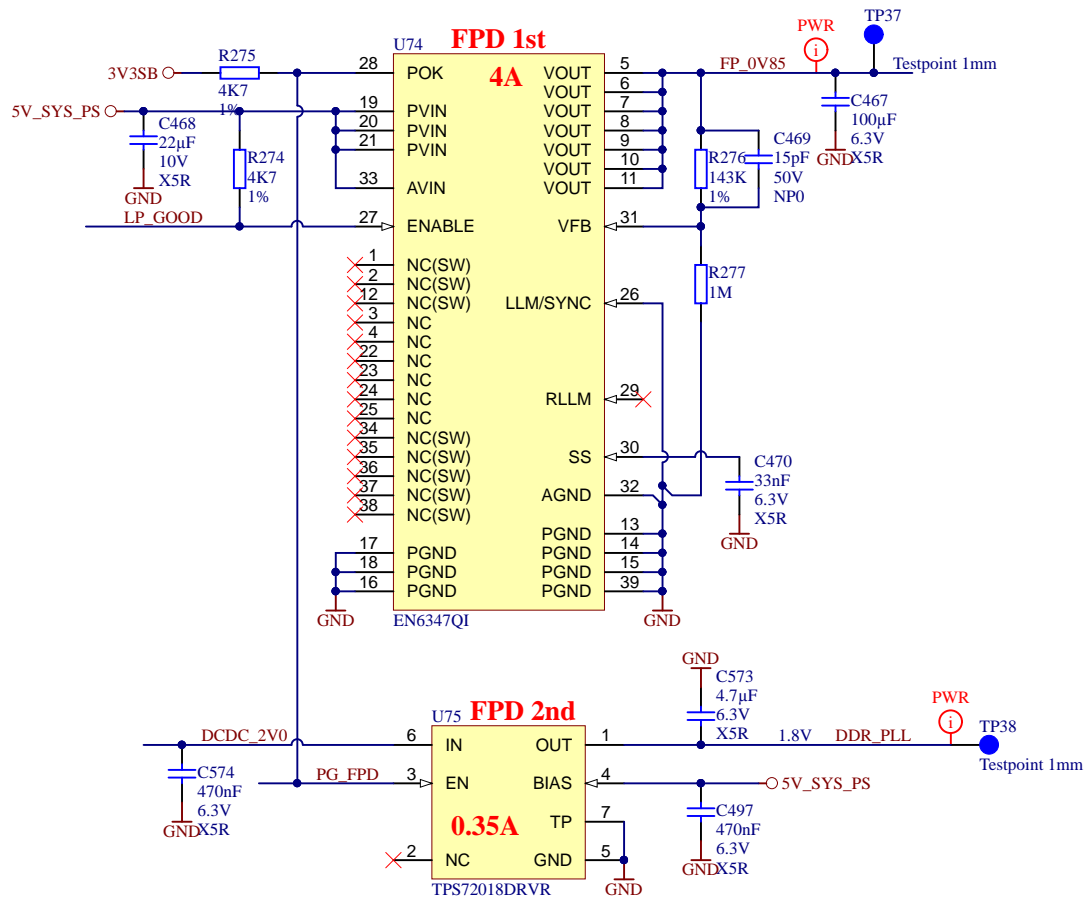 FPD 1st
U74
4A
TP37
PWR
i
FP_0V85
Testpoint 1mm
R275
3V3SB
4K7
1%
5V_SYS_PS
C468
22µF
10V
X5R
GND
R274
4K7
1%
LP_GOOD
28 POK
19 PVIN
20 PVIN
21 PVIN
33 AVIN
27 ENABLE
1 NC(SW)
2 NC(SW)
12 NC(SW)
3 NC
4 NC
22 NC
23 NC
24 NC
25 NC
34 NC(SW)
35 NC(SW)
36 NC(SW)
37 NC(SW)
38 NC(SW)
17 PGND
18 PGND
16 PGND
GND
EN6347QI
VOUT 5
VOUT 6
VOUT 7
VOUT 8
VOUT 9
VOUT 10
VOUT 11
VFB 31
LLM/SYNC 26
RLLM 29
SS 30
AGND 32
PGND 13
PGND 14
PGND 15
PGND 39
GND
C467
100µF
6.3V
X5R
GND
R276
143K
1%
C469
15pF
50V
NP0
R277
1M
C470
33nF
6.3V
X5R
GND
FPD 2nd
U75
0.35A
DCDC_2V0
C574
470nF
6.3V
X5R
GND
PG_FPD
6 IN
3 EN
2 NC
TPS72018DRVR
OUT 1
BIAS 4
TP 7
GND 5
GND
GND
C573
4.7µF
6.3V
X5R
1.8V
DDR_PLL
PWR
i
TP38
Testpoint 1mm
5V_SYS_PS
C497
470nF
6.3V
X5R
GND